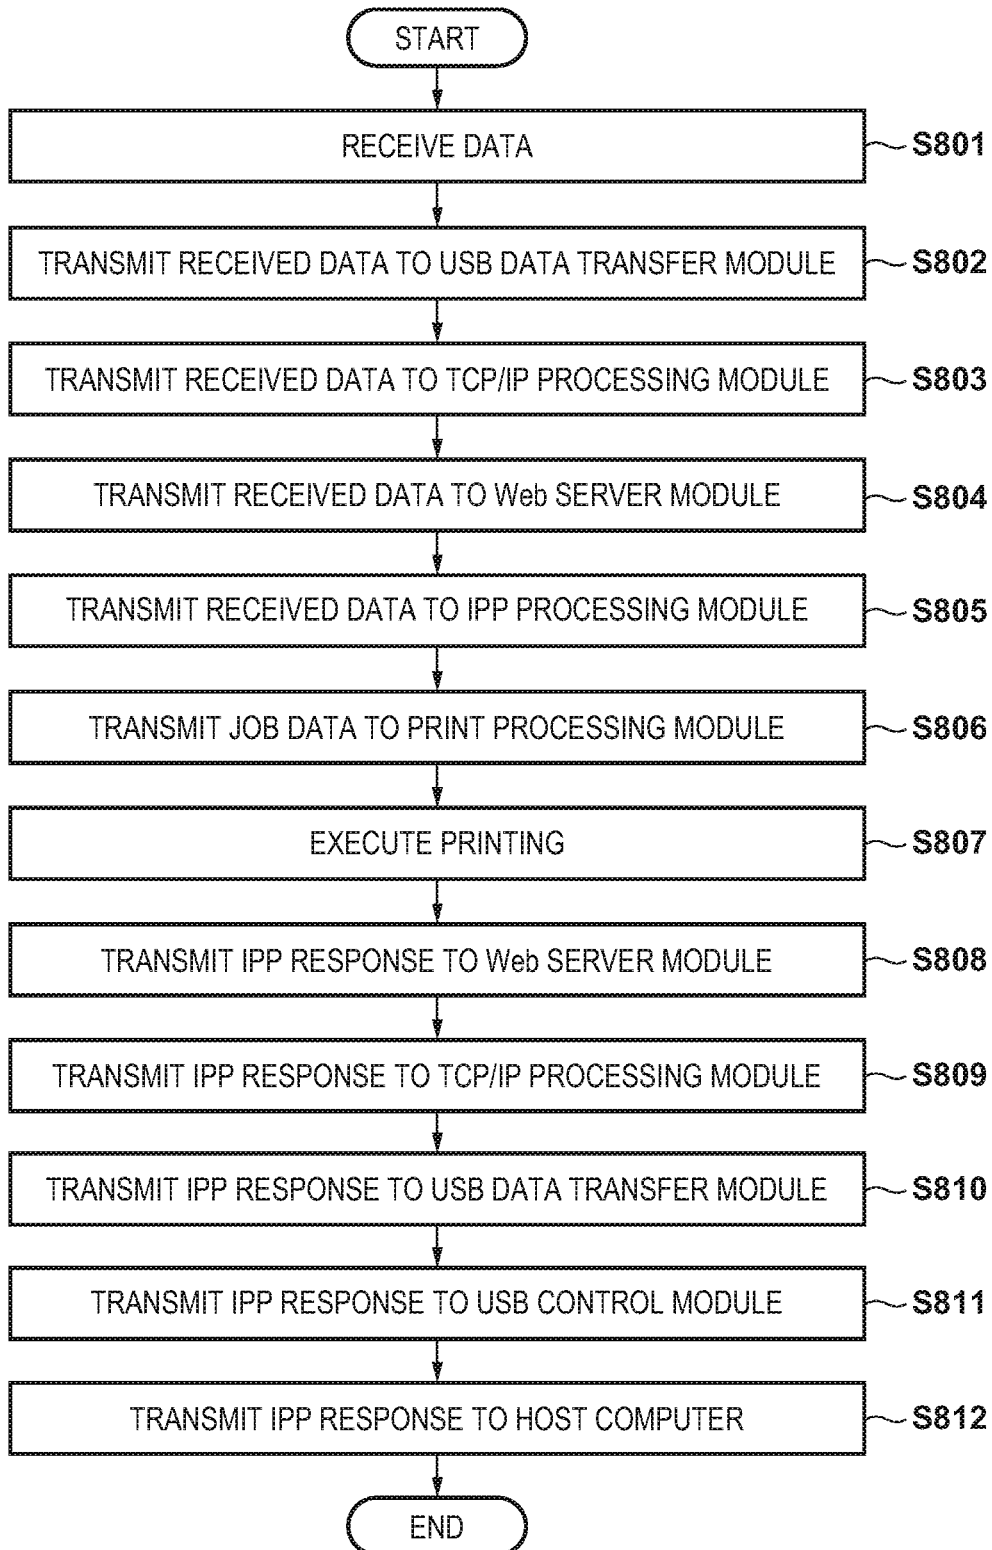 START
RECEIVE DATA S801
TRANSMIT RECEIVED DATA TO USB DATA TRANSFER MODULE S802
TRANSMIT RECEIVED DATA TO TCP/IP PROCESSING MODULE S803
TRANSMIT RECEIVED DATA TO Web SERVER MODULE S804
TRANSMIT RECEIVED DATA TO IPP PROCESSING MODULE S805
TRANSMIT JOB DATA TO PRINT PROCESSING MODULE S806
EXECUTE PRINTING S807
TRANSMIT IPP RESPONSE TO Web SERVER MODULE S808
TRANSMIT IPP RESPONSE TO TCP/IP PROCESSING MODULE S809
TRANSMIT IPP RESPONSE TO USB DATA TRANSFER MODULE S810
TRANSMIT IPP RESPONSE TO USB CONTROL MODULE S811
TRANSMIT IPP RESPONSE TO HOST COMPUTER S812
END